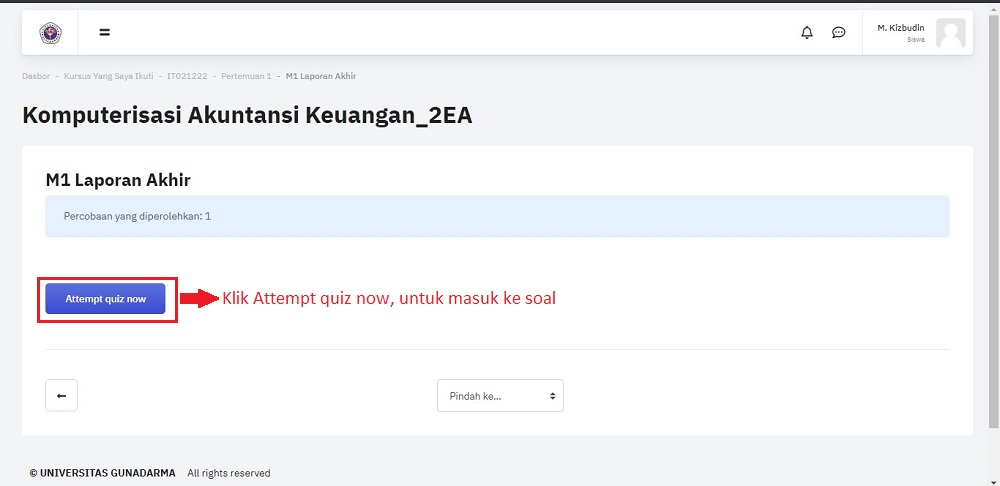 M. Kizbudin
Siswa
Dasbor - Kursus Yang Saya Ikuti - IT021222 - Pertemuan 1 - M1 Laporan Akhir
Komputerisasi Akuntansi Keuangan_2EA
M1 Laporan Akhir
Percobaan yang diperolehkan: 1
Attempt quiz now
Klik Attempt quiz now, untuk masuk ke soal
Pindah ke...
© UNIVERSITAS GUNADARMA All rights reserved